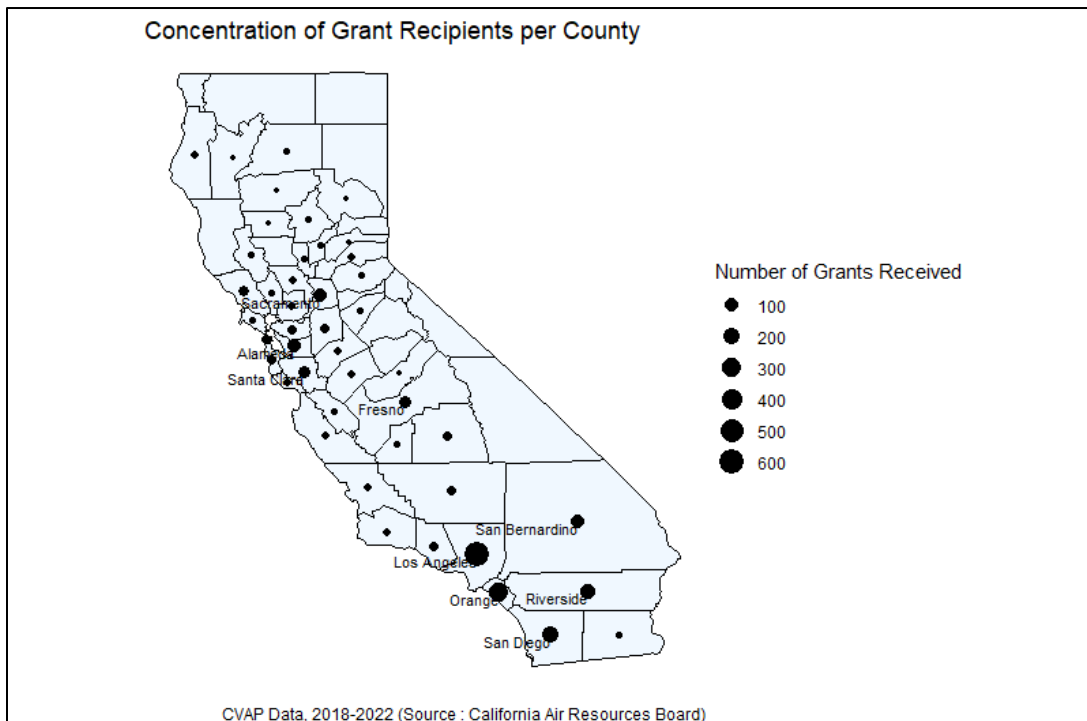 Concentration of Grant Recipients per County
Number of Grants Received
100
200
300
400
500
600
Sacramento
Alameda
Santa Clara
Fresno
San Bernardino
Los Angeles
Orange
Riverside
San Diego
CVAP Data, 2018-2022 (Source : California Air Resources Board)